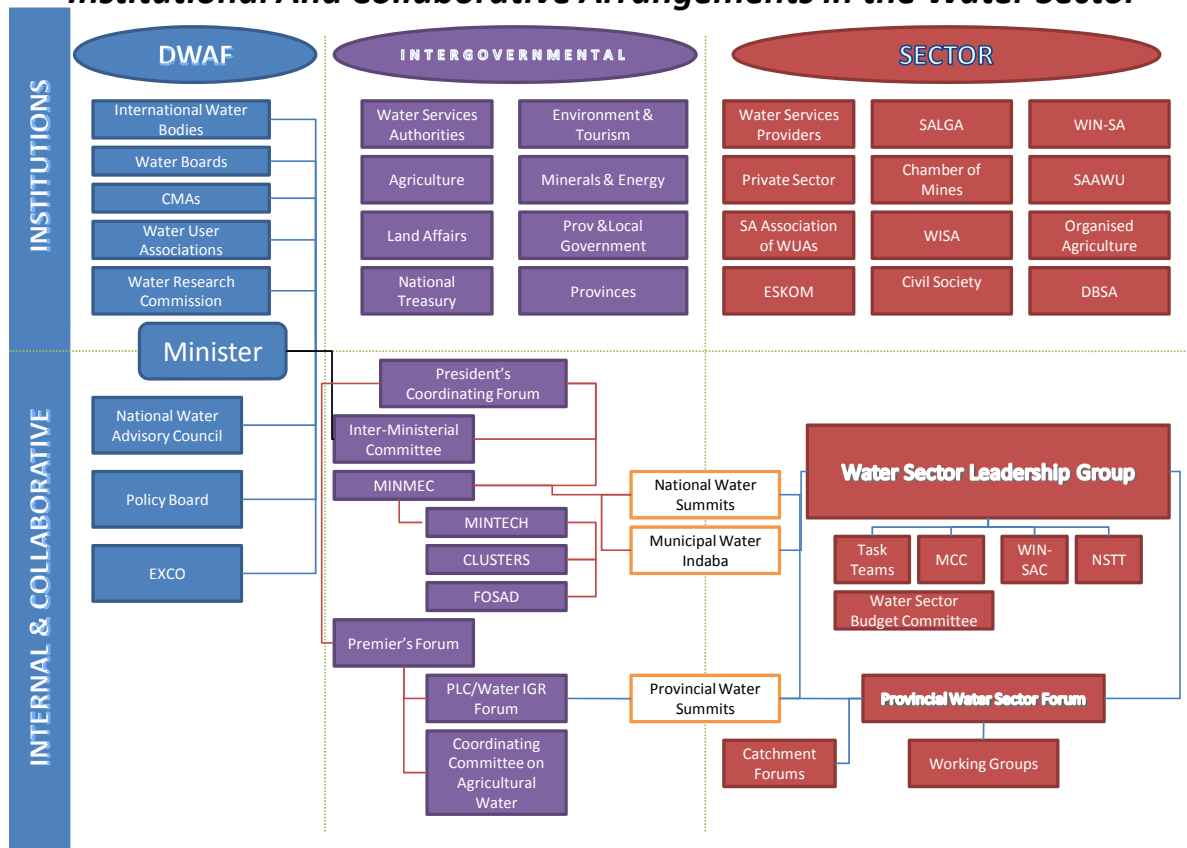 Institutional And Collaborative Arrangements in the Water Sector
DWAF
INTERGOVERNMENTAL
SECTOR
INSTITUTIONS
International Water
Bodies
Water Boards
CMAs
Water User
Associations
Water Research
Commission
Minister
Water Services
Authorities
Environment &
Tourism
Agriculture
Minerals & Energy
Land Affairs
Prov &Local
Government
National
Treasury
Provinces
Water Services
Providers
SALGA
WIN-SA
Private Sector
Chamber of
Mines
SAAWU
SA Association
of WUAs
WISA
Organised
Agriculture
ESKOM
Civil Society
DBSA
INTERNAL & COLLABORATIVE
National Water
Advisory Council
Policy Board
EXCO
President's
Coordinating Forum
Inter-Ministerial
Committee
MINMEC
MINTECH
CLUSTERS
FOSAD
Premier's Forum
PLC/Water IGR
Forum
Coordinating
Committee on
Agricultural
Water
National Water
Summits
Municipal Water
Indaba
Provincial Water
Summits
Water Sector Leadership Group
Task
Teams
MCC
WIN-
SAC
NSTT
Water Sector
Budget Committee
Provincial Water Sector Forum
Catchment
Forums
Working Groups